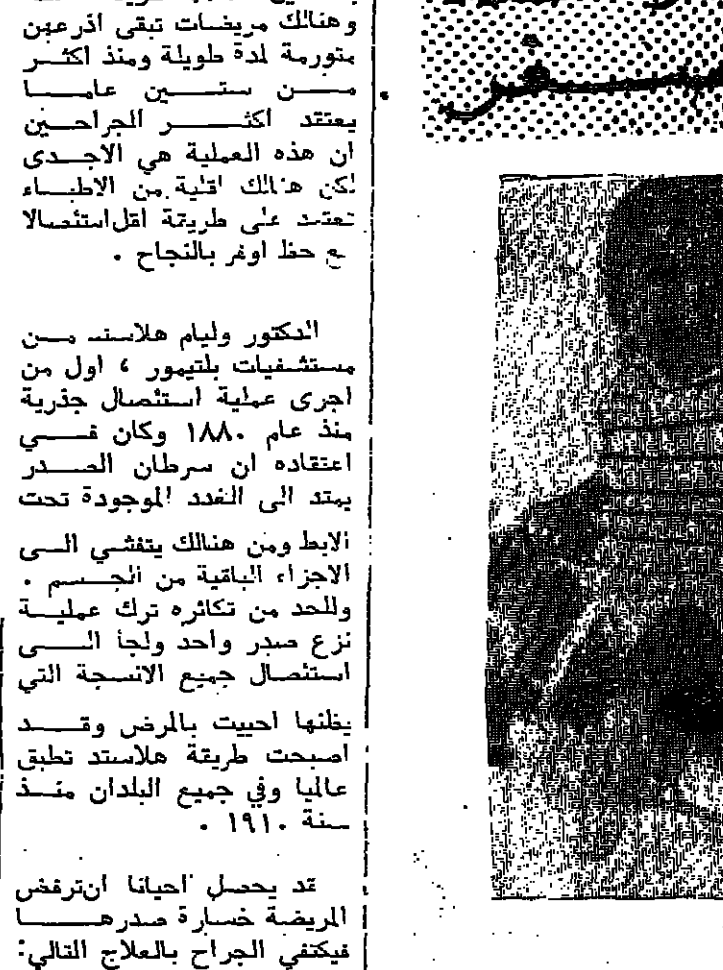 وهنالك مريضات تبقى اذرعهن
متورمة لمدة طويلة ومنذ اكثر
من ستين عاما
يعتقد اكثر الجراحين
ان هذه العملية هي الاجدى
لكن هنالك اقلية من الاطباء
تعتمد على طريقة اقل استئصالا
مع حظ اوفر بالنجاح .
الدكتور وليام هلاستد من
مستشفيات بلتيمور ، اول من
اجرى عملية استئصال جذرية
منذ عام ١٨٨٠ وكان في
اعتقاده ان سرطان الصدر
يمتد الى الغدد الموجودة تحت
الابط ومن هنالك يتفشى الى
الاجزاء الباقية من الجسم .
وللحد من تكاثره ترك عملية
نزع صدر واحد ولجأ الى
استئصال جميع الانسجة التي
يظنها اصيبت بالمرض وقد
اصبحت طريقة هلاستد تطبق
عالميا وفي جميع البلدان منذ
سنة ١٩١٠ .
قد يحصل احيانا ان ترفض
المريضة خسارة صدرها
فيكتفي الجراح بالعلاج التالي: